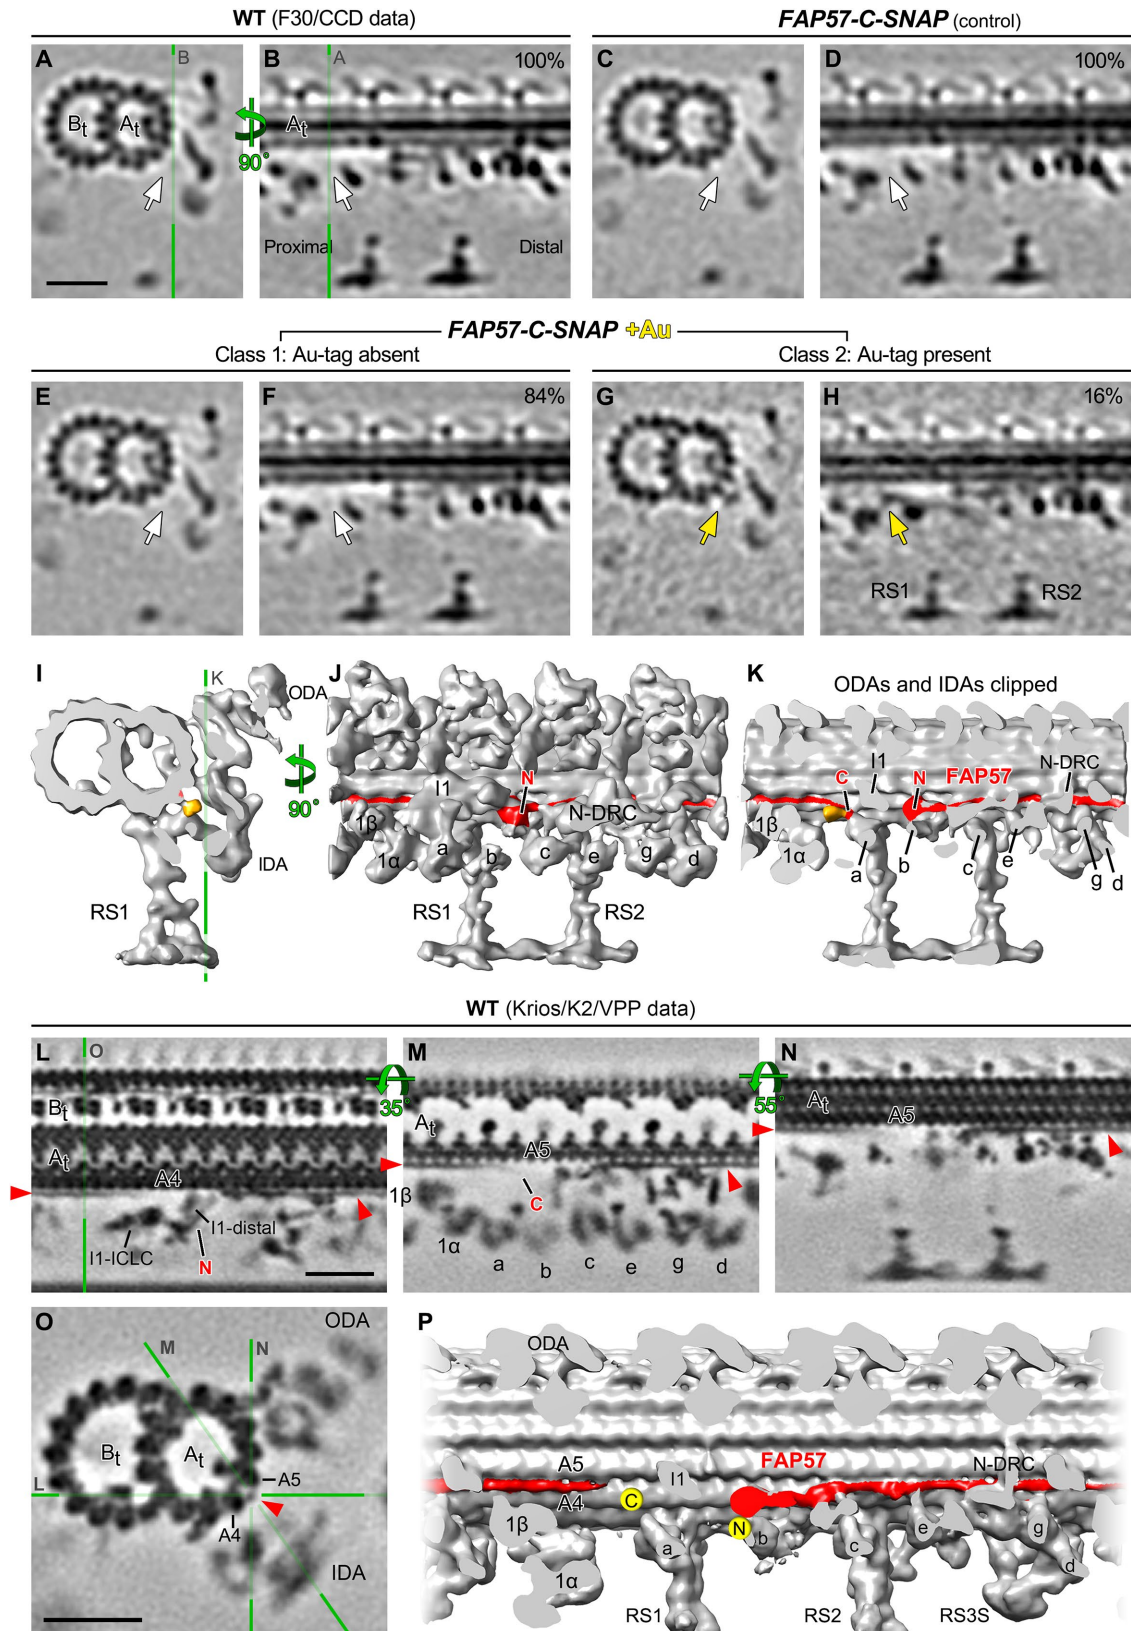 WT (F30/CCD data)
FAP57-C-SNAP (control)
A
B
Bt
At
B
A
100%
At
90°
Proximal
Distal
C
D
100%
FAP57-C-SNAP +Au
Class 1: Au-tag absent
Class 2: Au-tag present
E
F
84%
G
H
16%
RS1
RS2
I
K
ODA
IDA
RS1
90°
J
N
I1
N-DRC
1β
1α
a
b
c
e
g
d
RS1
RS2
K
ODAs and IDAs clipped
C
I1
N
FAP57
N-DRC
1β
1α
a
b
c
e
g
d
WT (Krios/K2/VPP data)
L
O
Bt
At
A4
I1-distal
I1-ICLC
N
35°
M
At
A5
1β
C
1α
a
b
c
e
g
d
55°
N
At
A5
O
ODA
M
N
Bt
At
L
A5
A4
IDA
P
ODA
FAP57
A5
I1
N-DRC
A4
C
1β
N
a
b
c
e
g
d
1α
RS1
RS2
RS3S